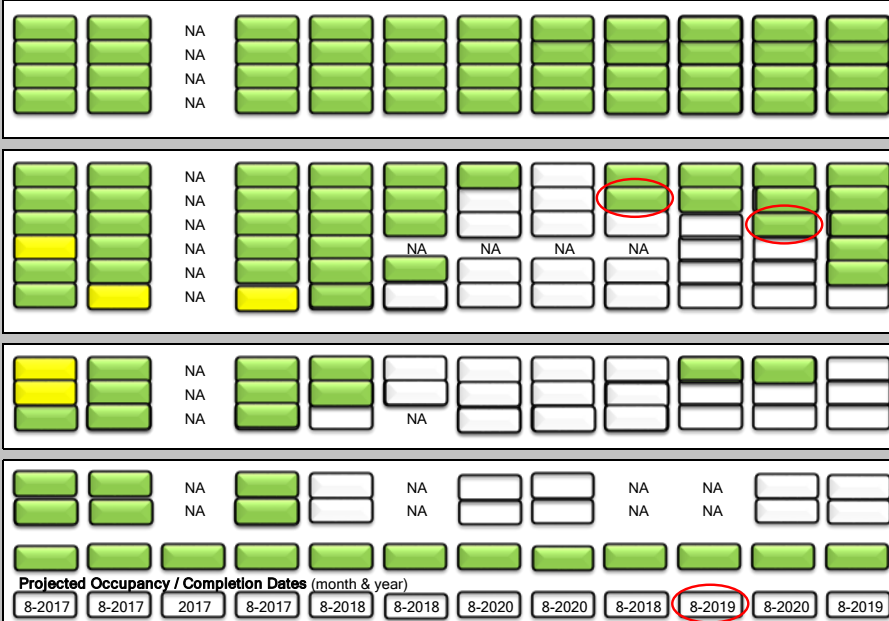 NA
NA
NA
NA
NA
NA
NA
NA NA NA NA NA
NA
NA
NA
NA
NA NA
NA NA NA NA
NA NA NA NA
Projected Occupancy / Completion Dates (month & year)
8-2017 8-2017 2017 8-2017 8-2018 8-2018 8-2020 8-2020 8-2018 8-2019 8-2020 8-2019